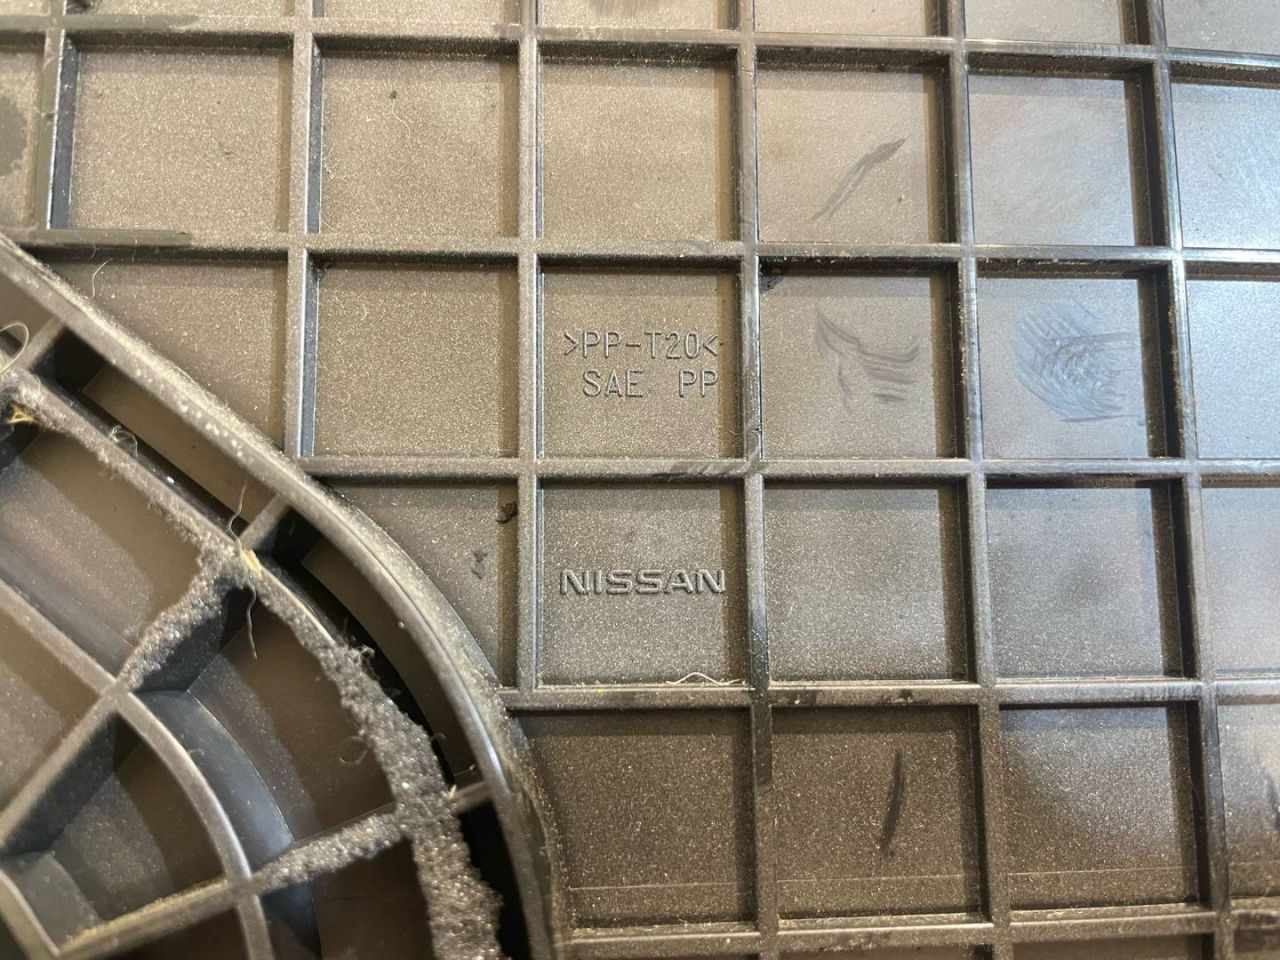 >PP-T20<
SAE PP
NISSAN